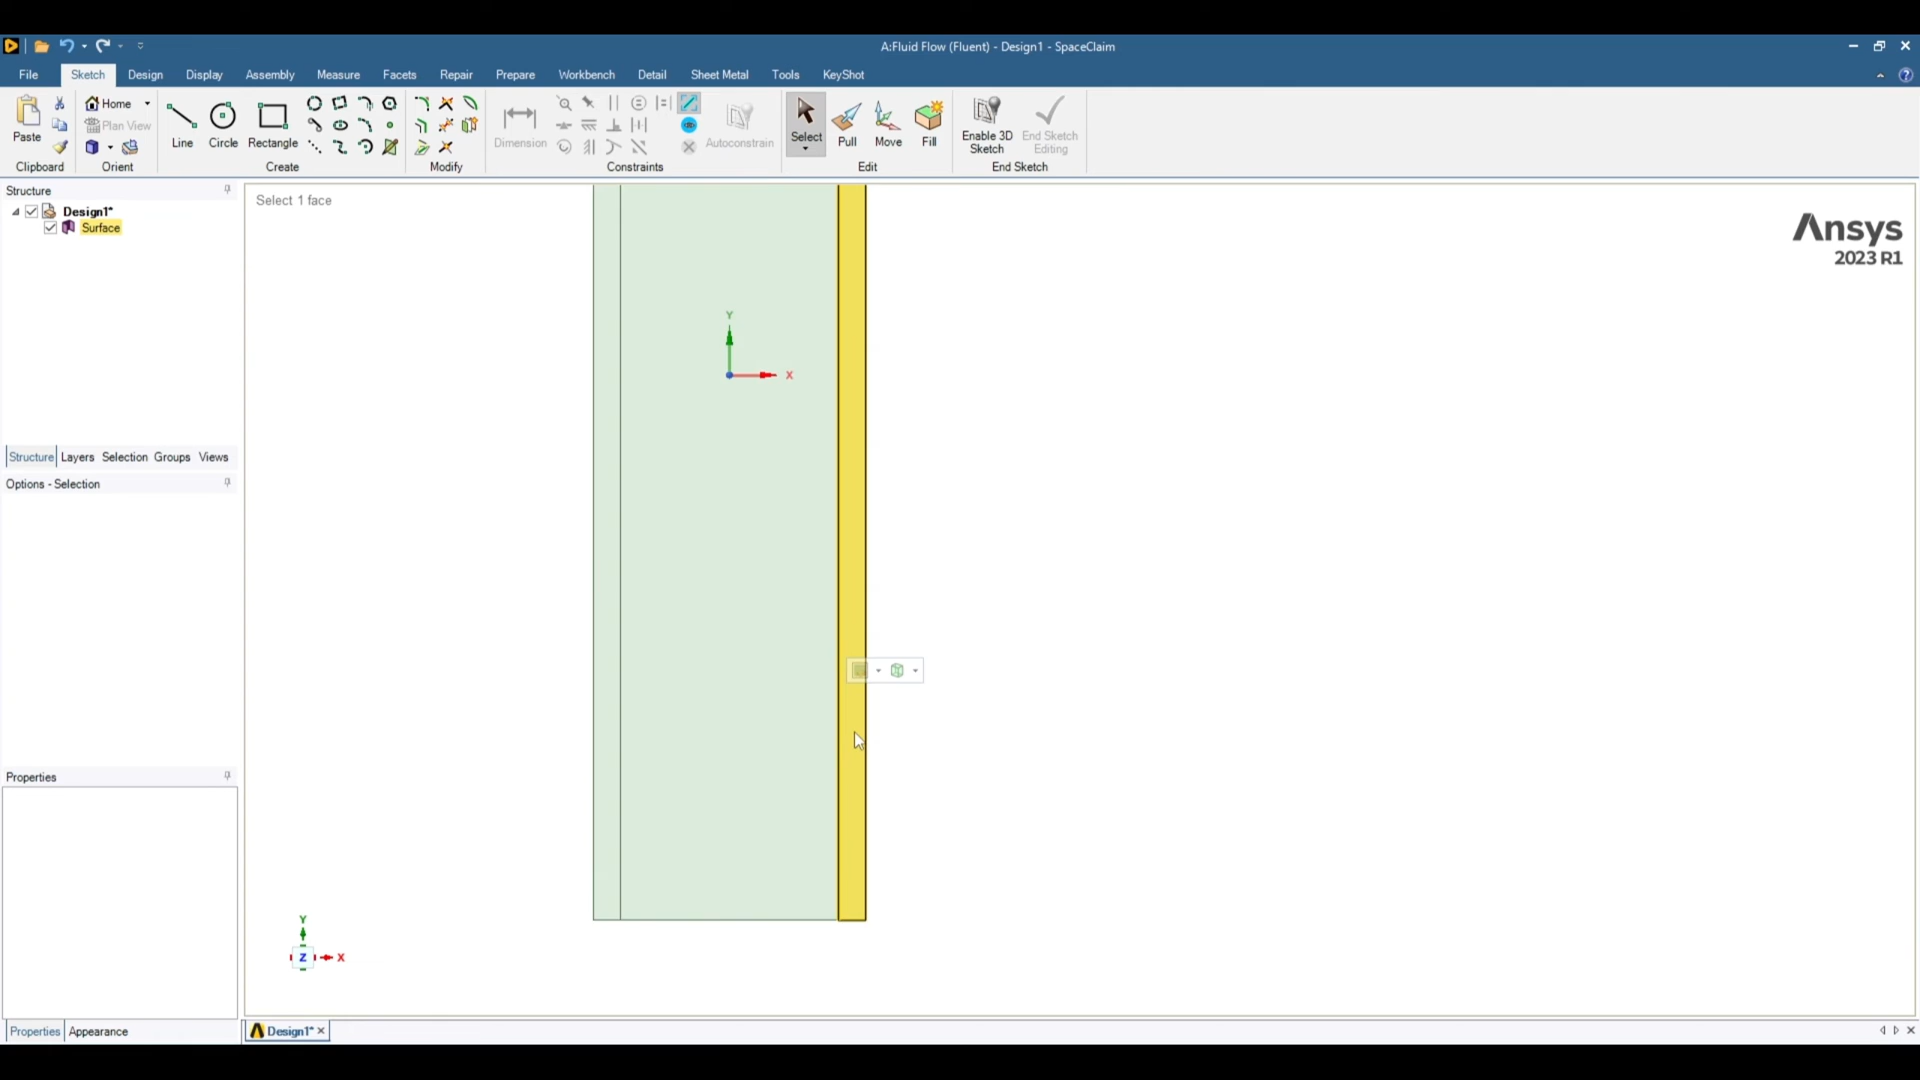 A:Fluid Flow (Fluent) - Design1 - SpaceClaim
File Sketch Design Display Assembly Measure Facets Repair Prepare Workbench Detail Sheet Metal Tools KeyShot
Paste
Home
Plan View
Line
Circle
Rectangle
Dimension
Autoconstrain
Select
Pull
Move
Fill
Enable 3D Sketch
End Sketch Editing
Clipboard Orient Create Modify Constraints Edit End Sketch
Structure
Design1*
Surface
Select 1 face
Ansys
2023 R1
Y
X
Structure Layers Selection Groups Views
Options - Selection
Properties
Y
Z X
Properties Appearance
Design1*